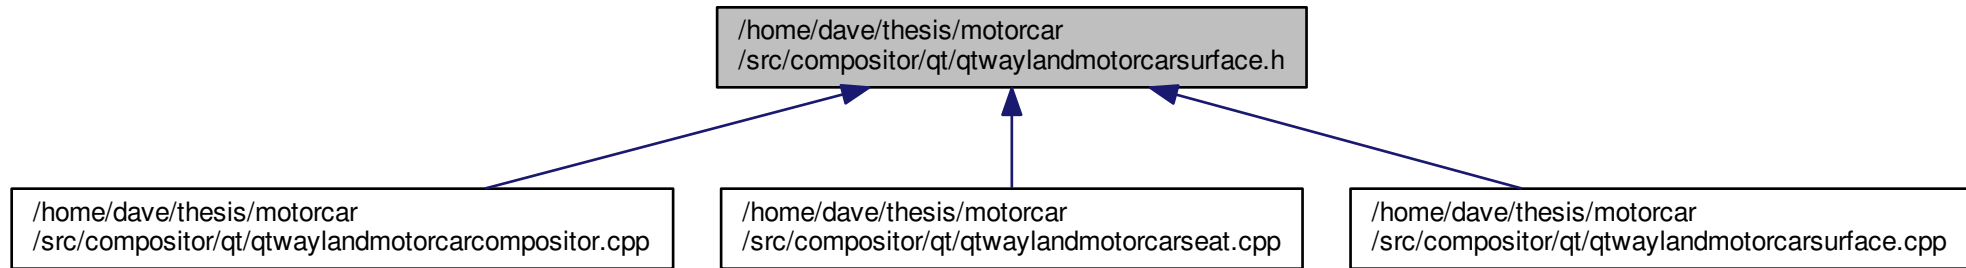 /home/dave/thesis/motorcar
/src/compositor/qt/qtwaylandmotorcarsurface.h
/home/dave/thesis/motorcar
/src/compositor/qt/qtwaylandmotorcarcompositor.cpp
/home/dave/thesis/motorcar
/src/compositor/qt/qtwaylandmotorcarseat.cpp
/home/dave/thesis/motorcar
/src/compositor/qt/qtwaylandmotorcarsurface.cpp